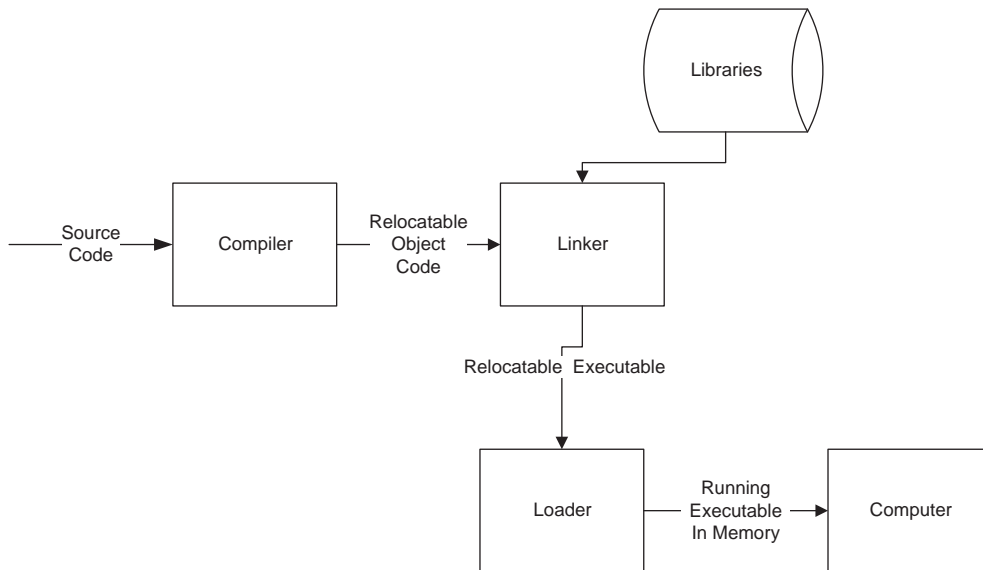 Libraries
Source
Code
Compiler
Relocatable
Object
Code
Linker
Relocatable Executable
Loader
Running
Executable
In Memory
Computer